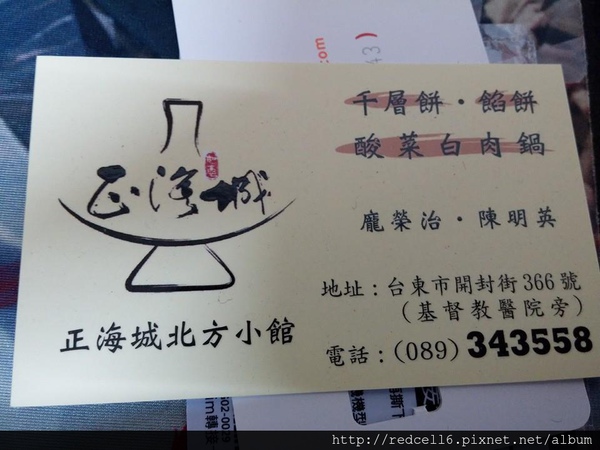 .com
43)
正海城
正海城北方小館
千層餅·餡餅
酸菜白肉鍋
龐榮治·陳明英
地址：台東市開封街366號
（基督教醫院旁）
電話：(089) 343558
http://redcell6.pixnet.net/album